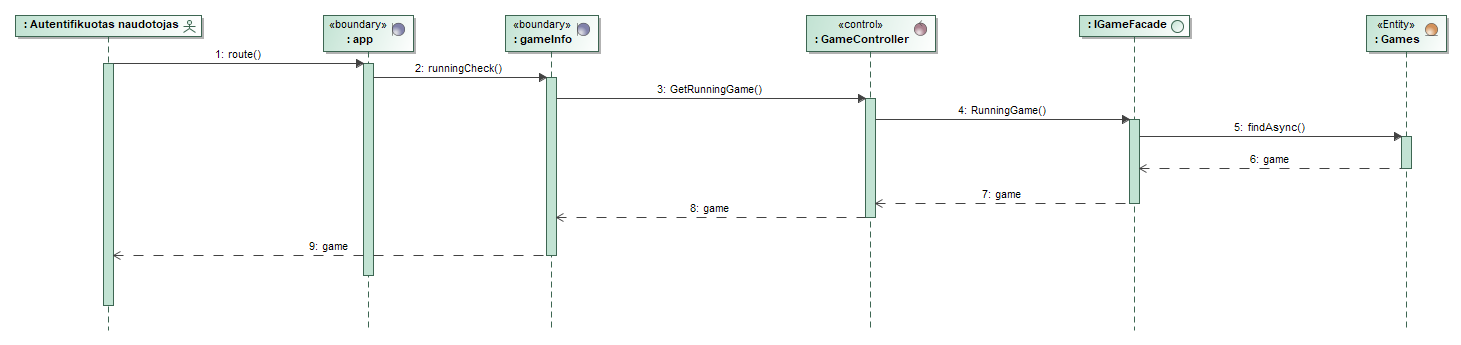 : Autentifikuotas naudotojas
«boundary»
: app
«boundary»
: gameInfo
«control»
: GameController
: IGameFacade
«Entity»
: Games
1: route()
2: runningCheck()
3: GetRunningGame()
4: RunningGame()
5: findAsync()
6: game
7: game
8: game
9: game